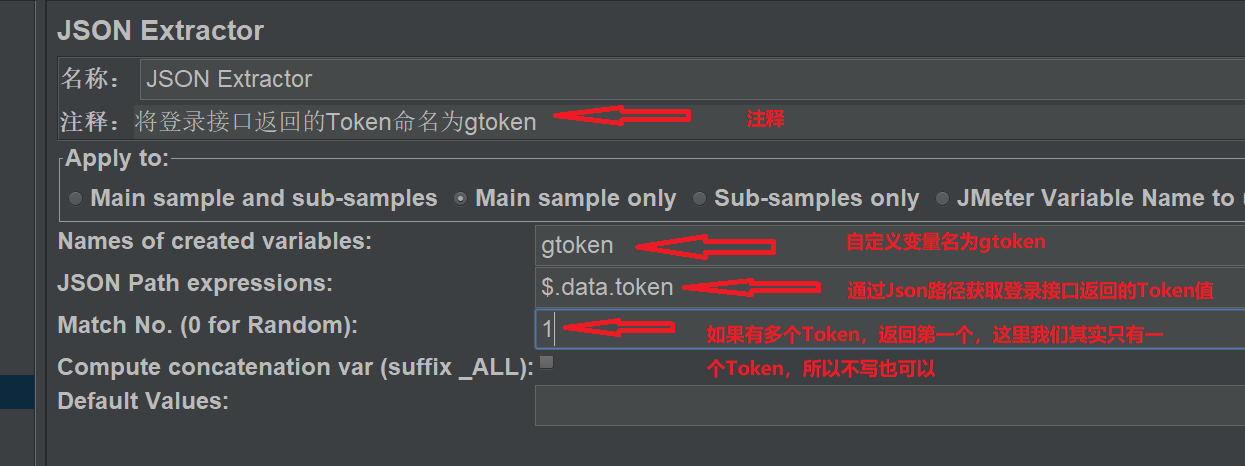 JSON Extractor
名称： JSON Extractor
注释：将登录接口返回的Token命名为gtoken 注释
Apply to:
Main sample and sub-samples Main sample only Sub-samples only JMeter Variable Name to
Names of created variables: gtoken 自定义变量名为gtoken
JSON Path expressions: $.data.token 通过Json路径获取登录接口返回的Token值
Match No. (0 for Random): 1 如果有多个Token，返回第一个，这里我们其实只有一
个Token，所以不写也可以
Compute concatenation var (suffix _ALL):
Default Values: